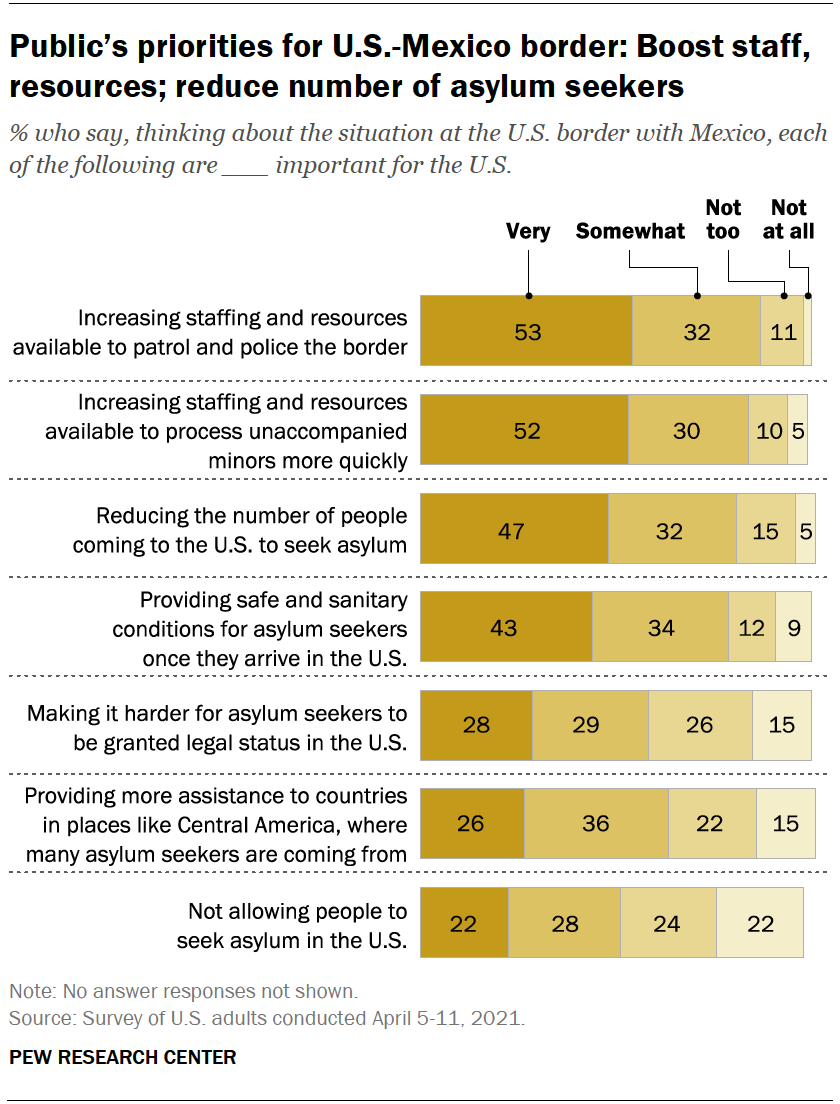 Public's priorities for U.S.-Mexico border: Boost staff,
resources; reduce number of asylum seekers
% who say, thinking about the situation at the U.S. border with Mexico, each
of the following are ___ important for the U.S.
Very Somewhat Not too Not at all
Increasing staffing and resources
available to patrol and police the border
53 32 11
Increasing staffing and resources
available to process unaccompanied
minors more quickly
52 30 10 5
Reducing the number of people
coming to the U.S. to seek asylum
47 32 15 5
Providing safe and sanitary
conditions for asylum seekers
once they arrive in the U.S.
43 34 12 9
Making it harder for asylum seekers to
be granted legal status in the U.S.
28 29 26 15
Providing more assistance to countries
in places like Central America, where
many asylum seekers are coming from
26 36 22 15
Not allowing people to
seek asylum in the U.S.
22 28 24 22
Note: No answer responses not shown.
Source: Survey of U.S. adults conducted April 5-11, 2021.
PEW RESEARCH CENTER